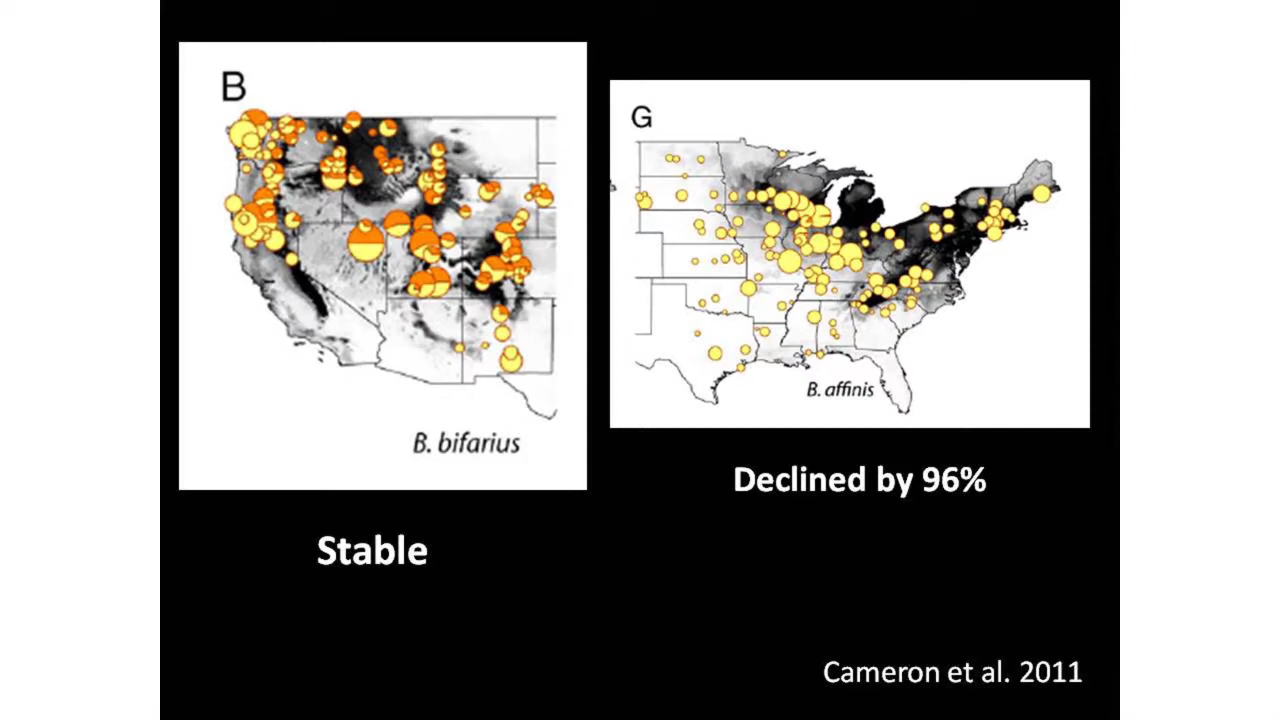 B
B. bifarius
Stable
G
B. affinis
Declined by 96%
Cameron et al. 2011